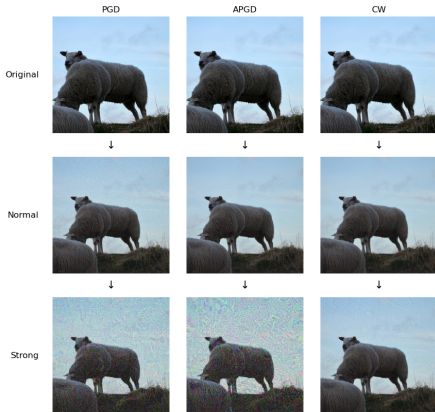 PGD APGD CW
Original
↓ ↓ ↓
Normal
↓ ↓ ↓
Strong